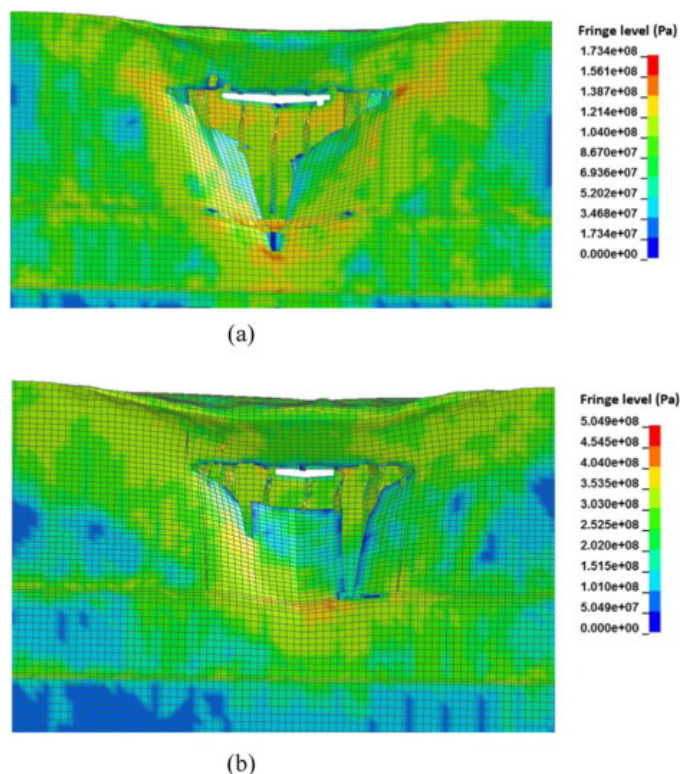 Fringe level (Pa)
1.734e+08
1.561e+08
1.387e+08
1.214e+08
1.040e+08
8.670e+07
6.936e+07
5.202e+07
3.468e+07
1.734e+07
0.000e+00
(a)
Fringe level (Pa)
5.049e+08
4.545e+08
4.040e+08
3.535e+08
3.030e+08
2.525e+08
2.020e+08
1.515e+08
1.010e+08
5.049e+07
0.000e+00
(b)